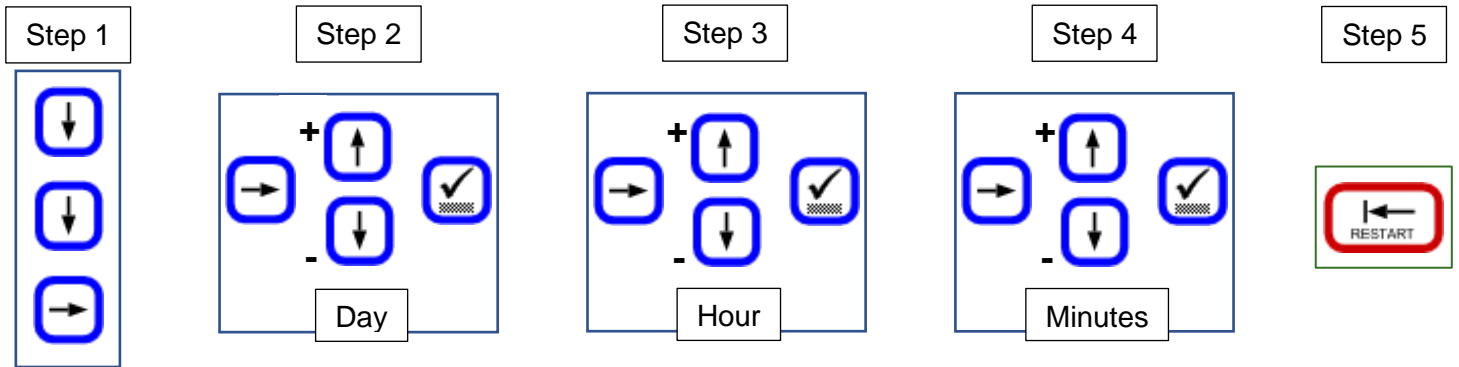 Step 1
Step 2
Step 3
Step 4
Step 5
+
-
Day
+
-
Hour
+
-
Minutes
RESTART